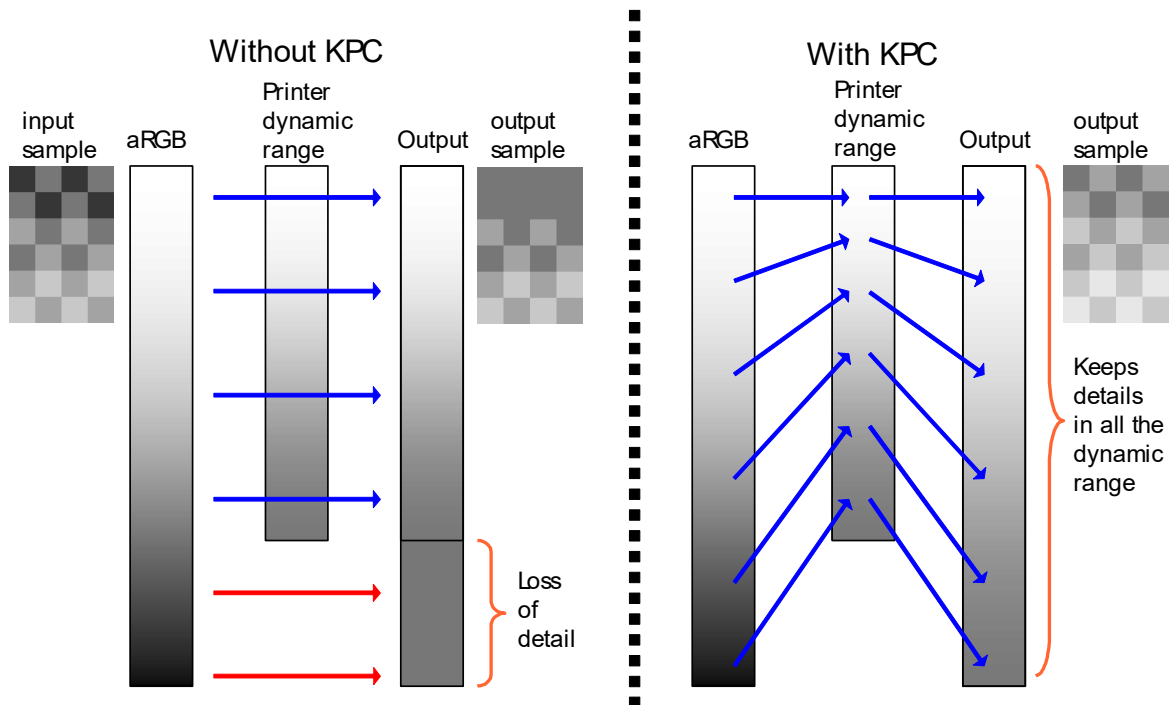 Without KPC
input
sample
aRGB
Printer
dynamic
range
Output
output
sample
Loss
of
detail
With KPC
aRGB
Printer
dynamic
range
Output
output
sample
Keeps
details
in all the
dynamic
range